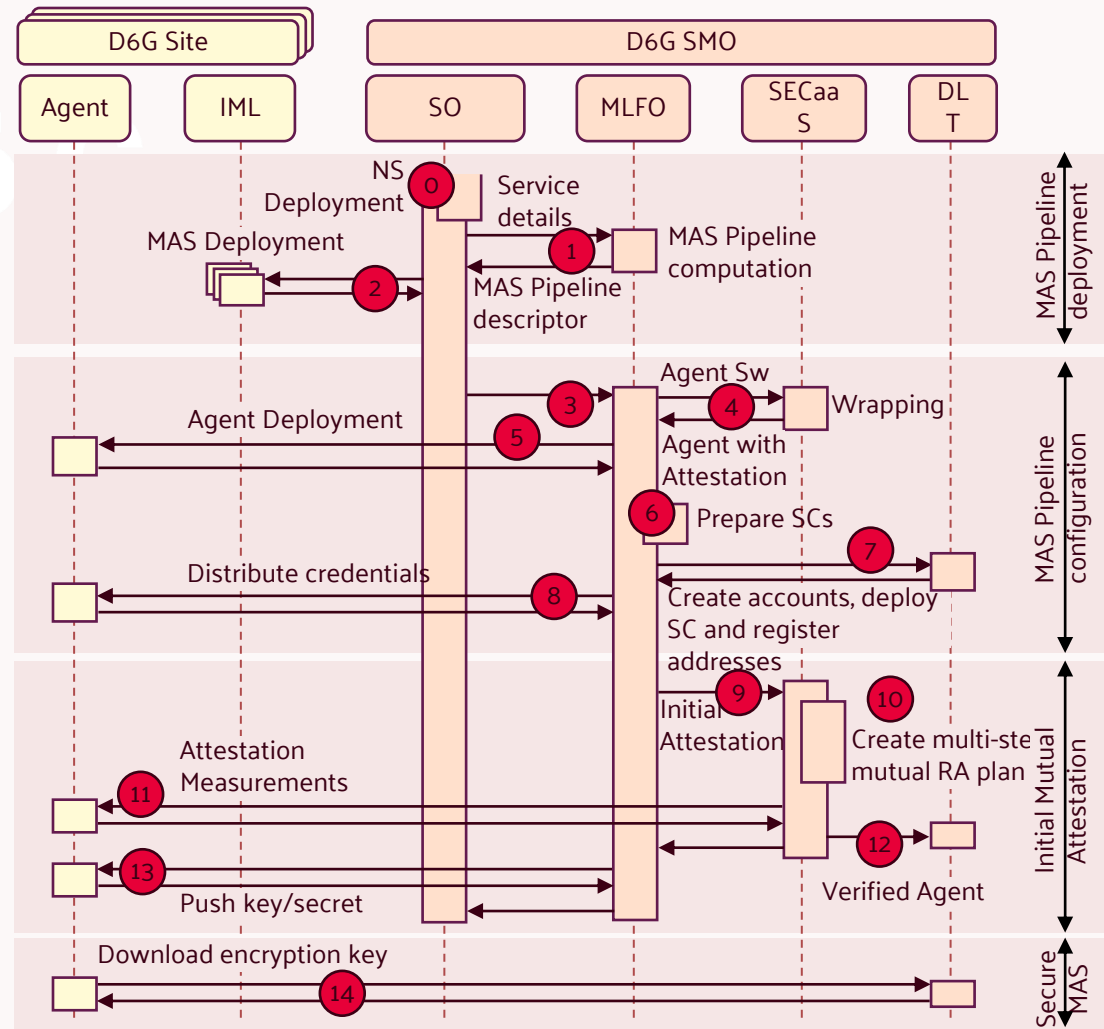 D6G Site
D6G SMO
Agent
IML
SO
MLFO
SECaa
S
DL
T
NS
Deployment
0
Service
details
MAS Deployment
1
MAS Pipeline
computation
2
MAS Pipeline
descriptor
MAS Pipeline
deployment
Agent Sw
3
4
Wrapping
Agent Deployment
5
Agent with
Attestation
6
Prepare SCs
7
Distribute credentials
8
Create accounts, deploy
SC and register
addresses
MAS Pipeline
configuration
9
Initial
Attestation
10
Create multi-ste
mutual RA plan
Attestation
Measurements
11
12
Verified Agent
13
Push key/secret
Initial Mutual
Attestation
Download encryption key
14
Secure
MAS